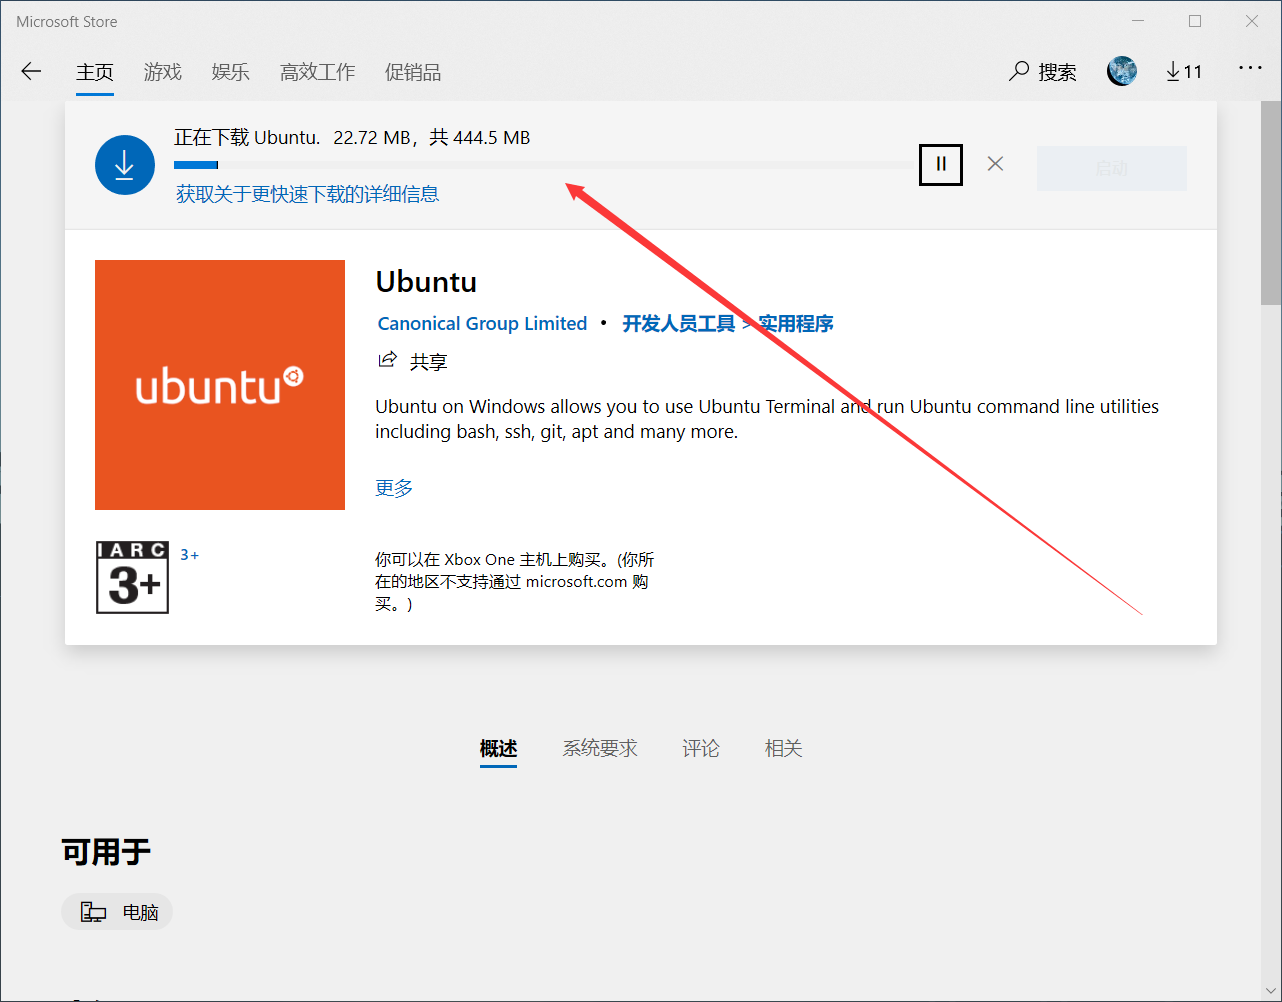 Microsoft Store
主页 游戏 娱乐 高效工作 促销品 搜索 11
正在下载 Ubuntu. 22.72 MB，共 444.5 MB
获取关于更快速下载的详细信息
启动
Ubuntu
Canonical Group Limited • 开发人员工具 > 实用程序
共享
ubuntu
Ubuntu on Windows allows you to use Ubuntu Terminal and run Ubuntu command line utilities
including bash, ssh, git, apt and many more.
更多
IARC
3+
3+
你可以在 Xbox One 主机上购买。(你所
在的地区不支持通过 microsoft.com 购
买。)
概述 系统要求 评论 相关
可用于
电脑